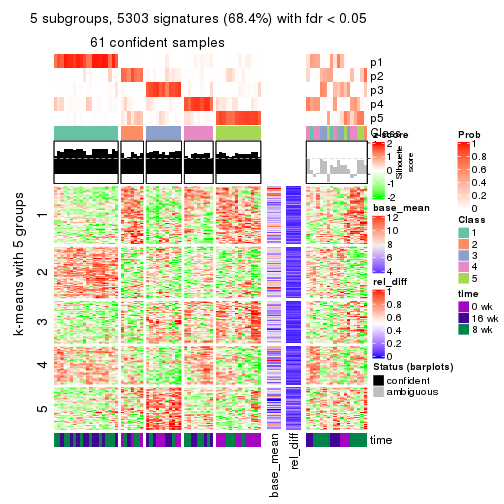 5 subgroups, 5303 signatures (68.4%) with fdr < 0.05
61 confident samples
p1
p2
p3
p4
p5
Class
z-score
2
1
0
-1
-2
Silhouette
score
k-means with 5 groups
1
2
3
4
5
base_mean
12
10
8
6
4
rel_diff
1
0.8
0.6
0.4
0.2
0
Status (barplots)
confident
ambiguous
Prob
1
0.8
0.6
0.4
0.2
0
Class
1
2
3
4
5
time
0 wk
16 wk
8 wk
time
base_mean
rel_diff